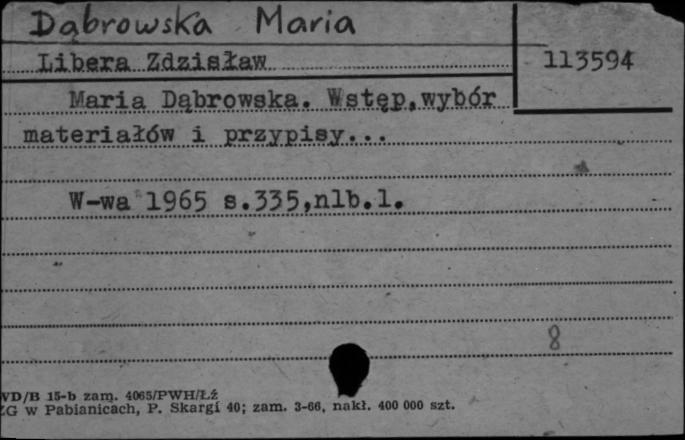 Dąbrowska Maria
Libera Zdzisław
113594
Maria Dąbrowska. Wstęp,wybór
materiałów i przypisy...
W-wa 1965 s.335,nlb.1.
8
VD/B 15-b zam. 4065/PWH/Łź
ZG w Pabianicach, P. Skargi 40; zam. 3-66, nakł. 400 000 szt.